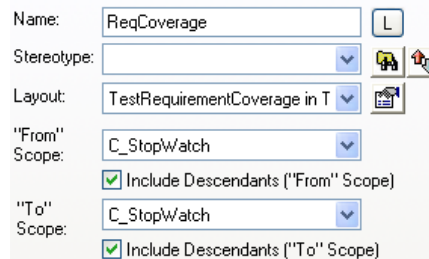 Name: ReqCoverage L
Stereotype:
Layout: TestRequirementCoverage in T
"From" Scope: C_StopWatch
Include Descendants ("From" Scope)
"To" Scope: C_StopWatch
Include Descendants ("To" Scope)